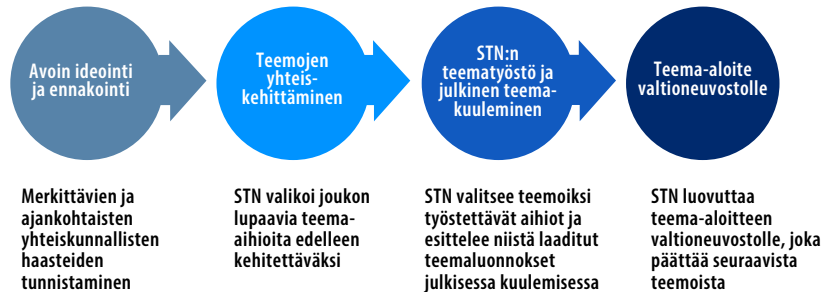 Avoin ideointi
ja ennakointi
Teemojen
yhteis-
kehittäminen
STN:n
teematyöstö ja
julkinen teema-
kuuleminen
Teema-aloite
valtioneuvostolle
Merkittävien ja
ajankohtaisten
yhteiskunnallisten
haasteiden
tunnistaminen
STN valikoi joukon
lupaavia teema-
aihioita edelleen
kehitettäväksi
STN valitsee teemoiksi
työstettävät aihiot ja
esittelee niistä laaditut
teemaluonnokset
julkisessa kuulemisessa
STN luovuttaa
teema-aloitteen
valtioneuvostolle, joka
päättää seuraavista
teemoista